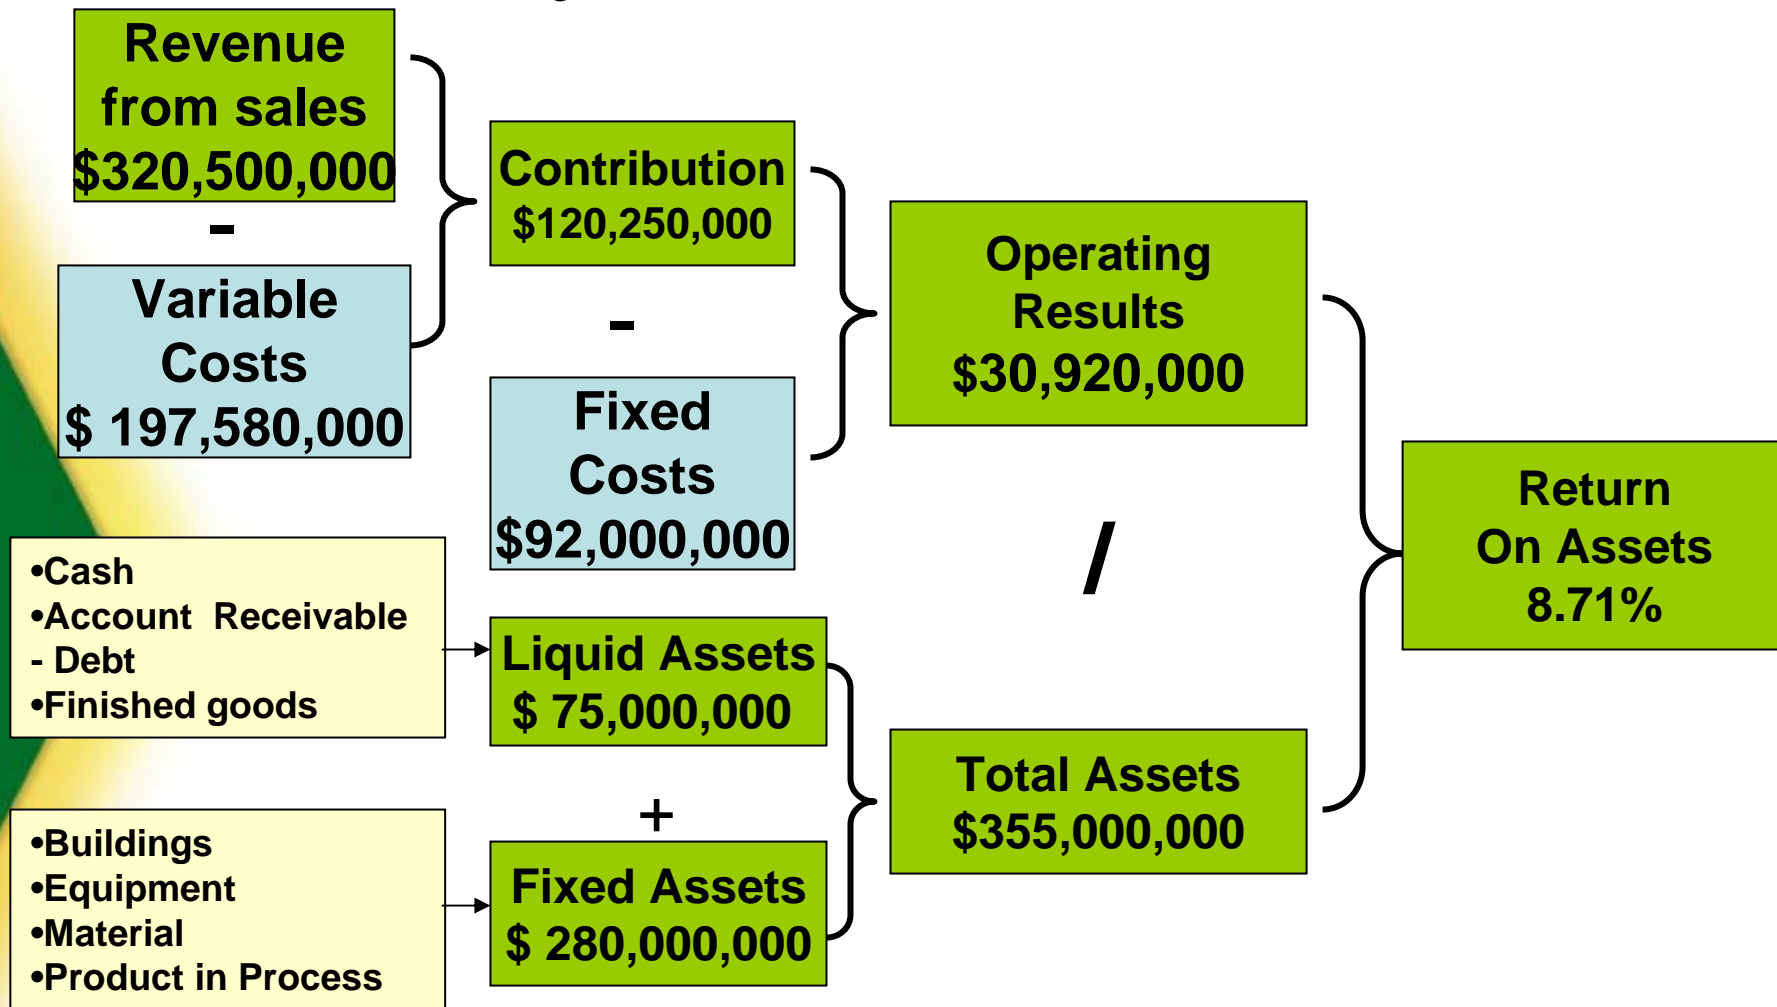 Revenue
from sales
$320,500,000
-
Variable
Costs
$ 197,580,000
Contribution
$120,250,000
-
Fixed
Costs
$92,000,000
Operating
Results
$30,920,000
/
Return
On Assets
8.71%
•Cash
•Account Receivable
- Debt
•Finished goods
Liquid Assets
$ 75,000,000
+
•Buildings
•Equipment
•Material
•Product in Process
Fixed Assets
$ 280,000,000
Total Assets
$355,000,000